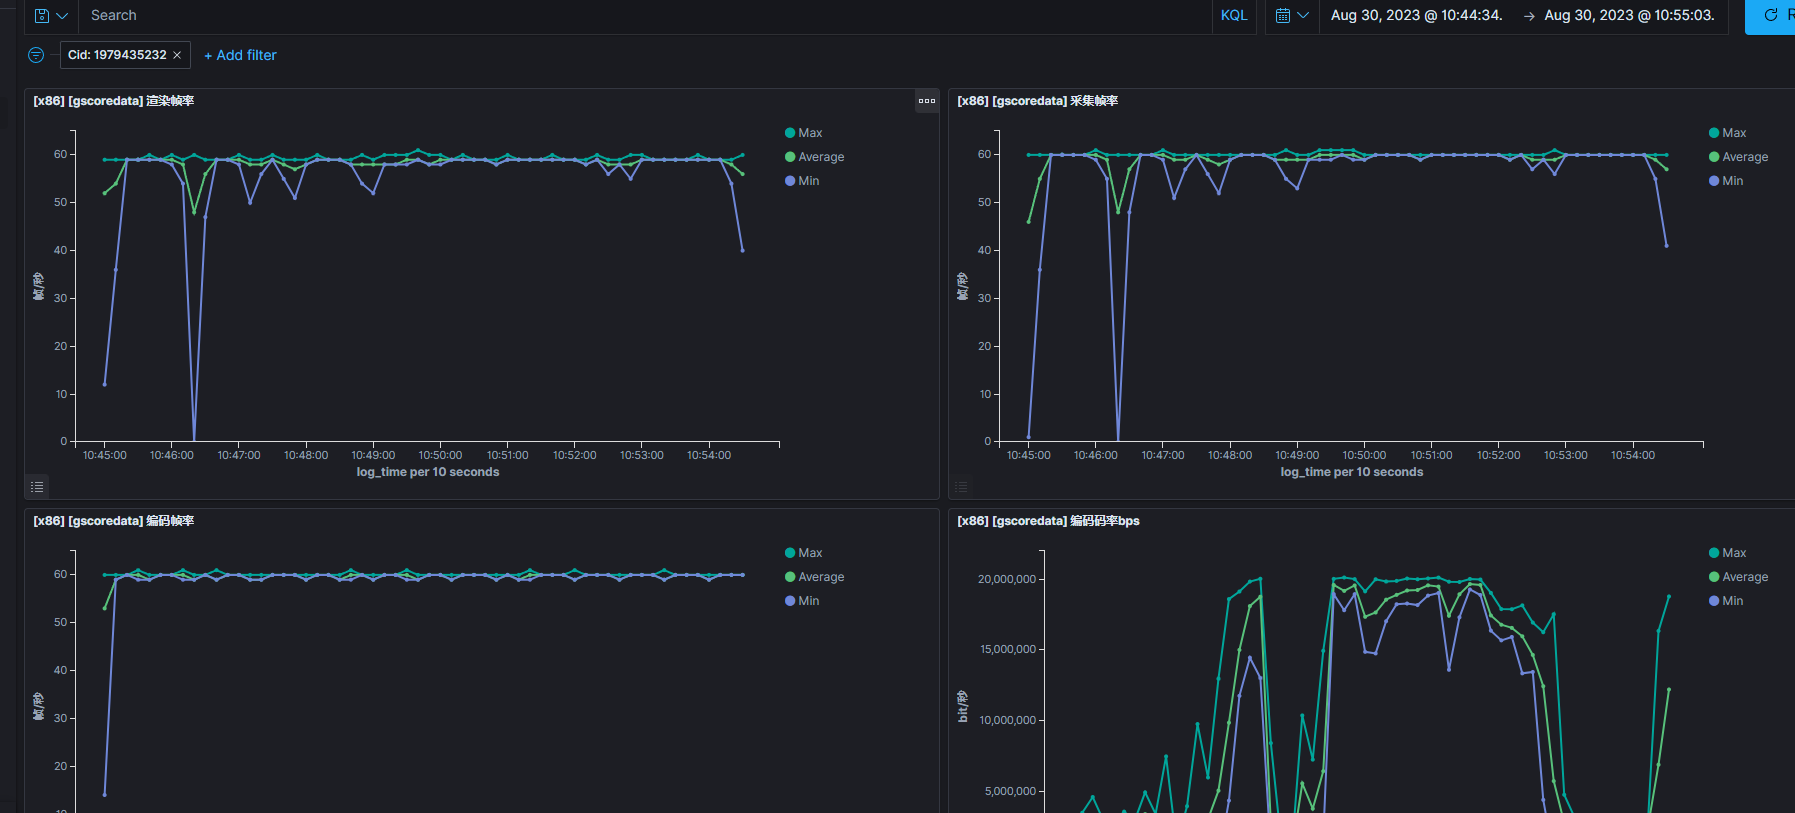 Search
KQL
Aug 30, 2023 @ 10:44:34. → Aug 30, 2023 @ 10:55:03.
R
Cid: 1979435232 ×
+ Add filter
[x86] [gscoredata] 渲染帧率
Max
Average
Min
60
50
40
30
20
10
0
帧/秒
10:45:00 10:46:00 10:47:00 10:48:00 10:49:00 10:50:00 10:51:00 10:52:00 10:53:00 10:54:00
log_time per 10 seconds
[x86] [gscoredata] 采集帧率
Max
Average
Min
60
50
40
30
20
10
0
帧/秒
10:45:00 10:46:00 10:47:00 10:48:00 10:49:00 10:50:00 10:51:00 10:52:00 10:53:00 10:54:00
log_time per 10 seconds
[x86] [gscoredata] 编码帧率
Max
Average
Min
60
50
40
30
20
10
帧/秒
[x86] [gscoredata] 编码码率bps
Max
Average
Min
20,000,000
15,000,000
10,000,000
5,000,000
bit/秒